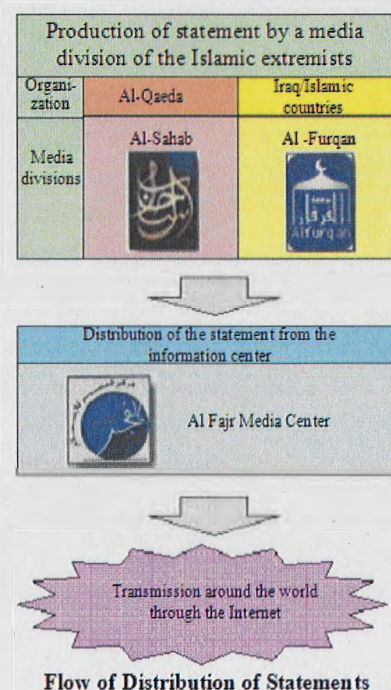 Production of statement by a media
division of the Islamic extremists
Organi-
zation
Al-Qaeda
Iraq/Islamic
countries
Media
divisions
Al-Sahab
Al -Furqan
Alfurqan
Distribution of the statement from the
information center
Al Fajr Media Center
Transmission around the world
through the Internet
Flow of Distribution of Statements